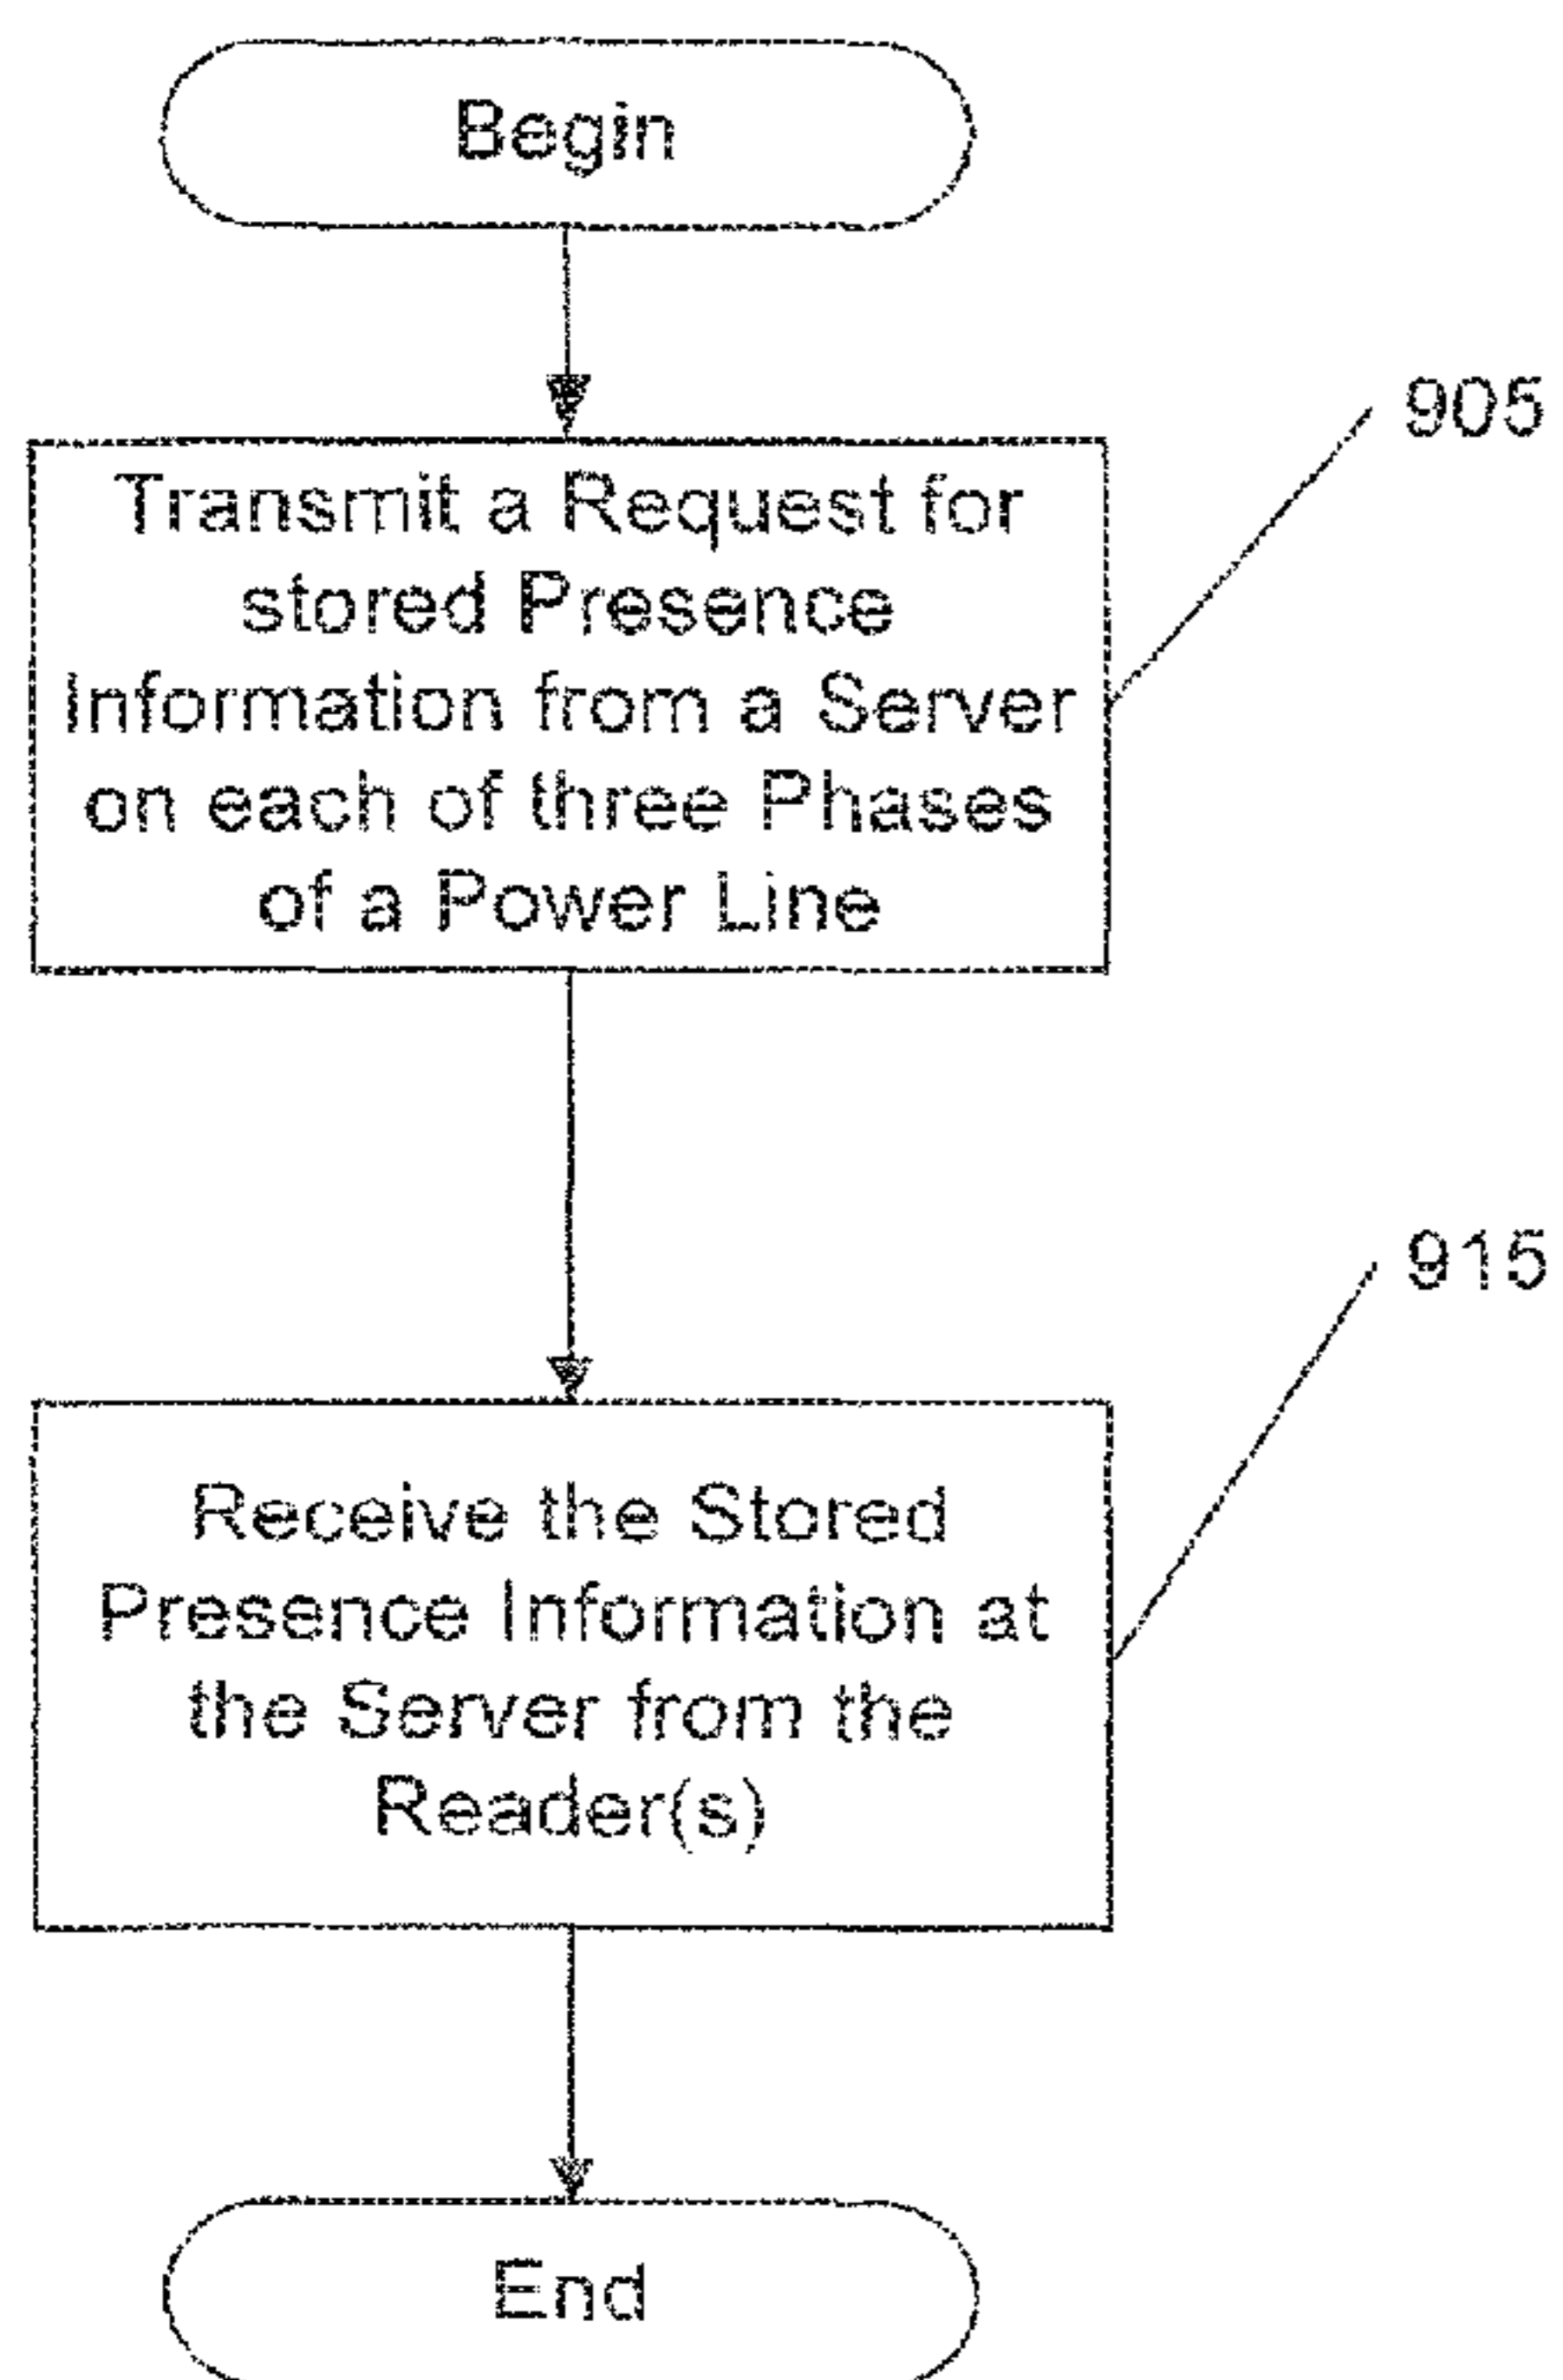 Begin
905
Transmit a Request for
stored Presence
Information from a Server
on each of three Phases
of a Power Line
915
Receive the Stored
Presence Information at
the Server from the
Reader(s)
End